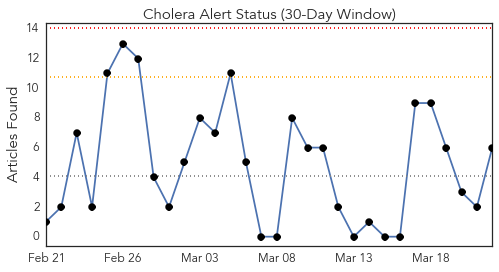 Cholera Alert Status (30-Day Window)
Articles Found
14
12
10
8
6
4
2
0
Feb 21
Feb 26
Mar 03
Mar 08
Mar 13
Mar 18